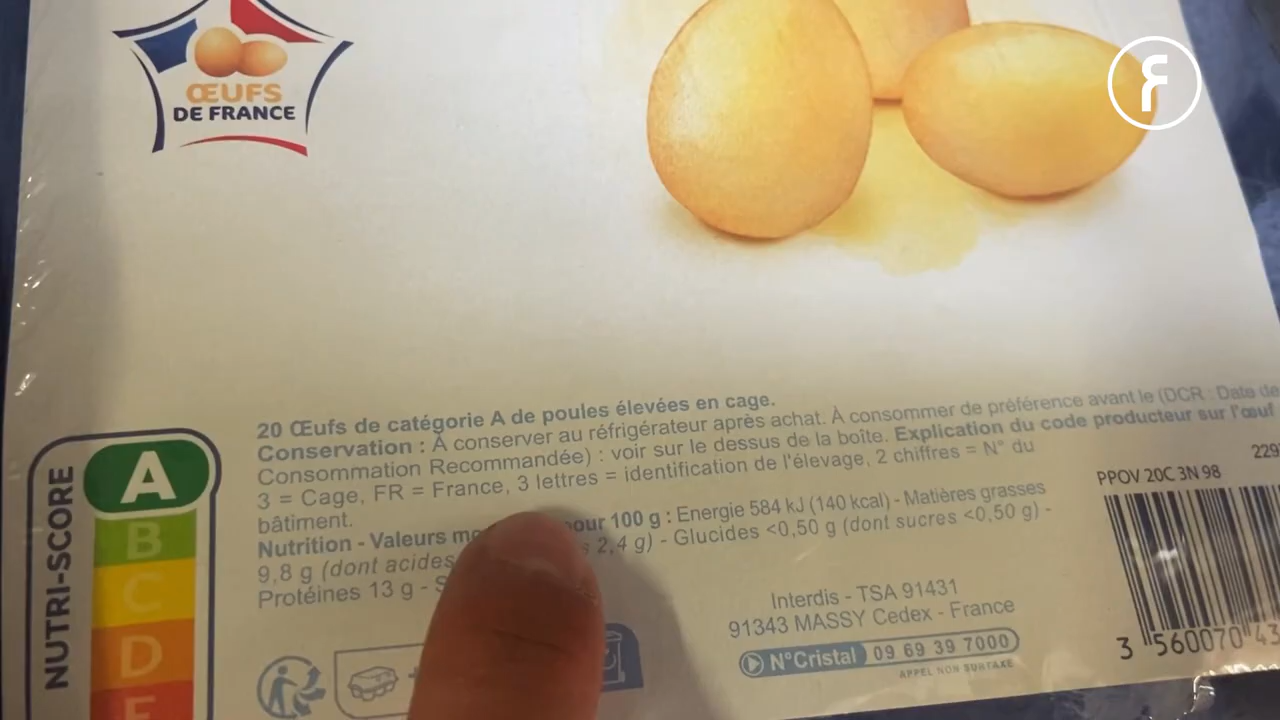 ŒUFS
DE FRANCE
20 Œufs de catégorie A de poules élevées en cage.
Conservation : À conserver au réfrigérateur après achat. À consommer de préférence avant le (DCR : Date de
Consommation Recommandée) : voir sur le dessus de la boîte. Explication du code producteur sur l'œuf
3 = Cage, FR = France, 3 lettres = identification de l'élevage, 2 chiffres = N° du
bâtiment.
Nutrition - Valeurs pour 100 g : Energie 584 kJ (140 kcal) - Matières grasses
9,8 g (dont acides 2,4 g) - Glucides <0,50 g (dont sucres <0,50 g) -
Protéines 13 g - S
NUTRI-SCORE
A
B
C
D
E
Interdis - TSA 91431
91343 MASSY Cedex - France
N°Cristal 09 69 39 7000
APPEL NON SURTAXÉ
229
PPOV 20C 3N 98
3 560070 43